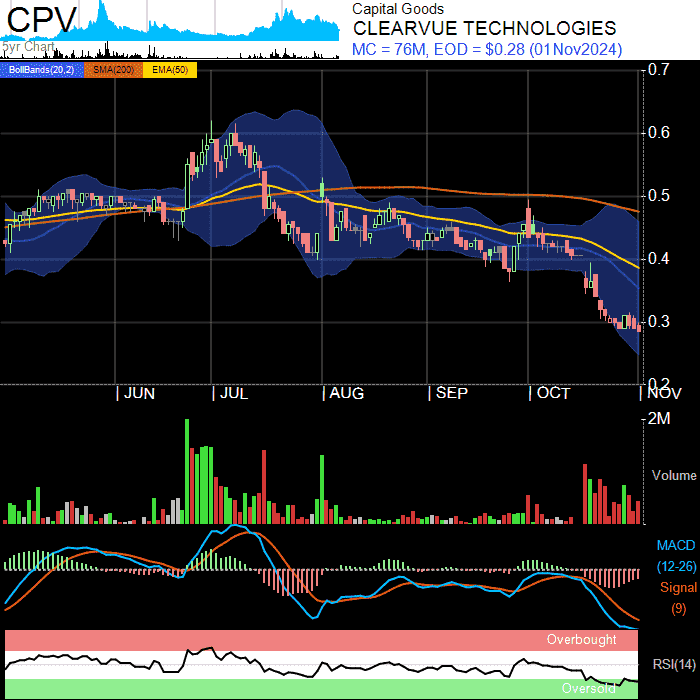 CPV
5yr Chart
Capital Goods
CLEARVUE TECHNOLOGIES
MC = 76M, EOD = $0.28 (01Nov2024)
BollBands(20,2) SMA(200) EMA(50)
0.7
0.6
0.5
0.4
0.3
0.2
JUN JUL AUG SEP OCT NOV
2M
Volume
MACD
(12-26)
Signal
(9)
Overbought
RSI(14)
Oversold